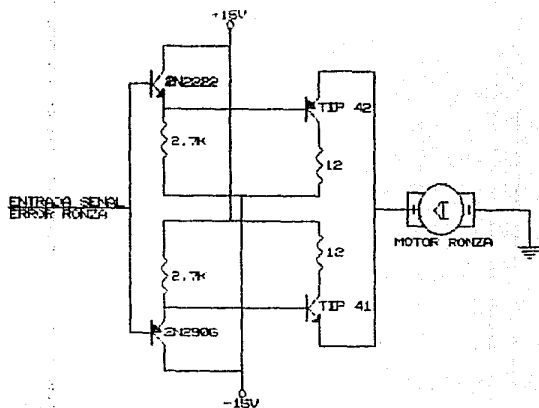 +15V
2N2222
TIP 42
2.7K
12
ENTRADA SENAL
ERROR RONZA
MOTOR RONZA
12
2.7K
TIP 41
2N2906
-15V